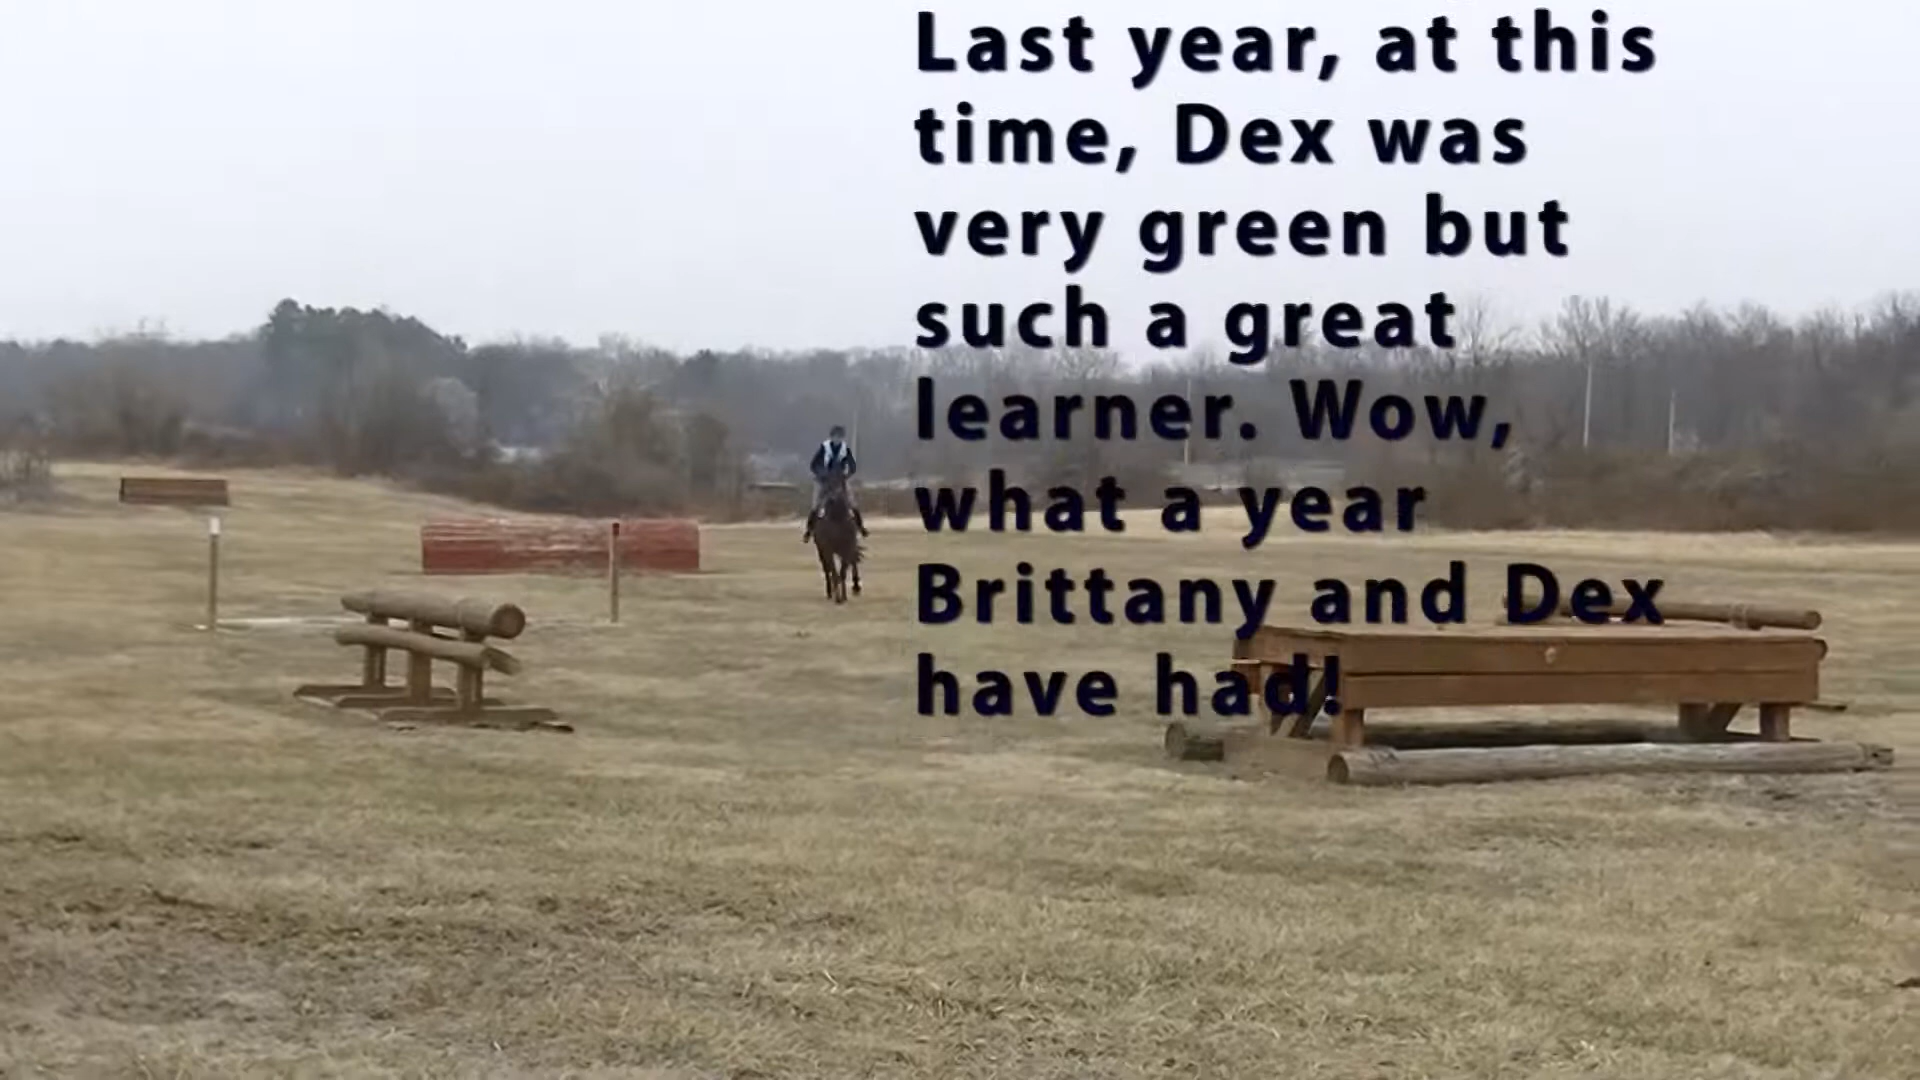 Last year, at this
time, Dex was
very green but
such a great
learner. Wow,
what a year
Brittany and Dex
have had!